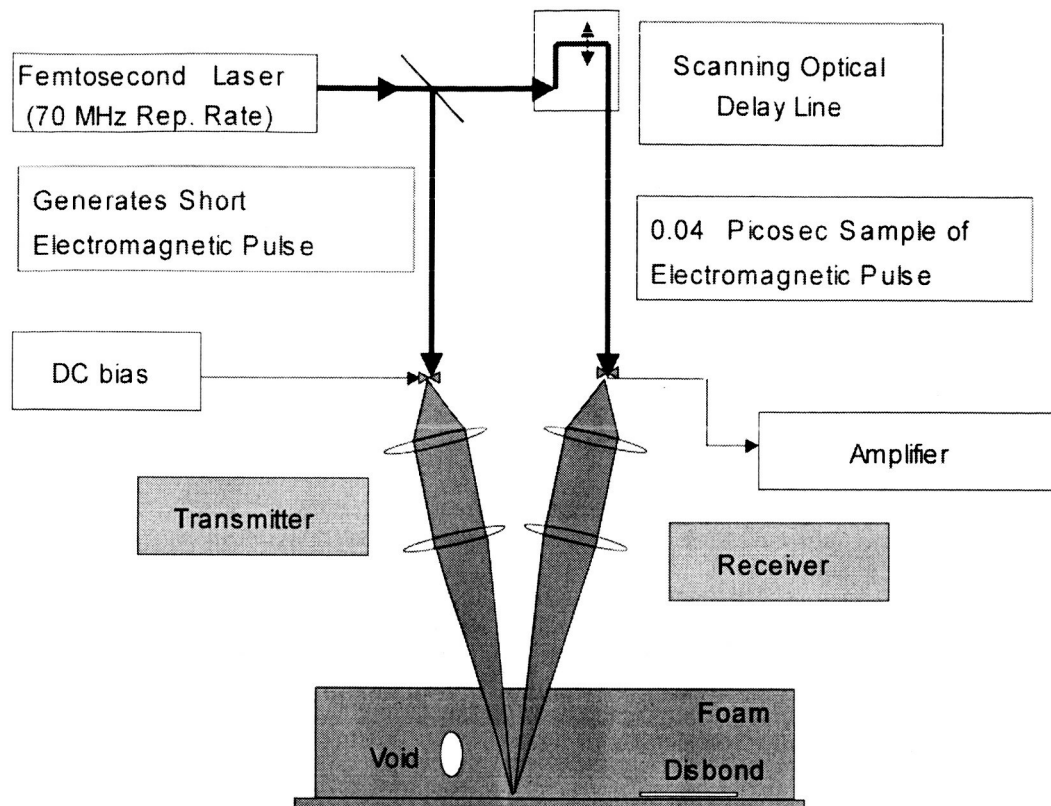 Femtosecond Laser
(70 MHz Rep. Rate)
Scanning Optical
Delay Line
Generates Short
Electromagnetic Pulse
0.04 Picosec Sample of
Electromagnetic Pulse
DC bias
Amplifier
Transmitter
Receiver
Foam
Void
Disbond